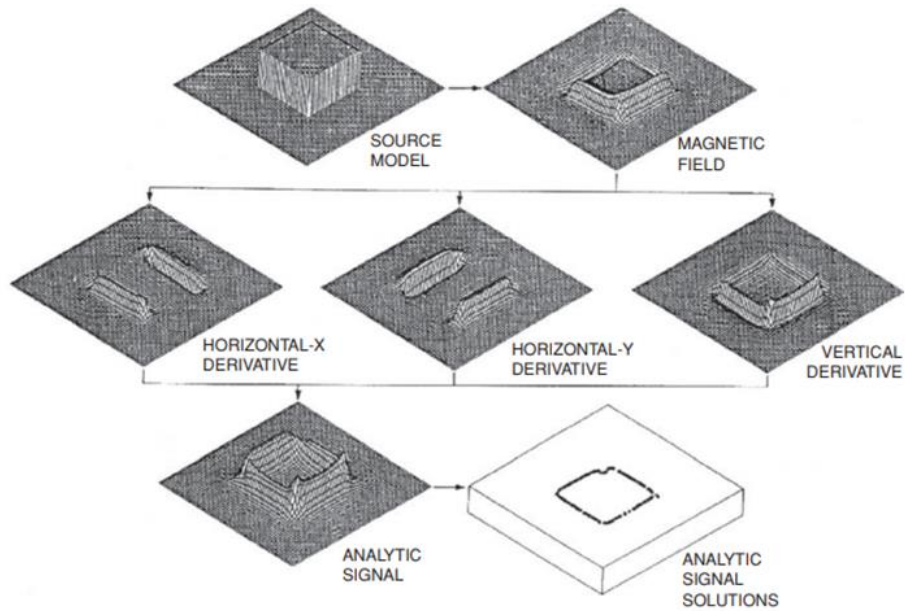 SOURCE
MODEL
MAGNETIC
FIELD
HORIZONTAL-X
DERIVATIVE
HORIZONTAL-Y
DERIVATIVE
VERTICAL
DERIVATIVE
ANALYTIC
SIGNAL
ANALYTIC
SIGNAL
SOLUTIONS